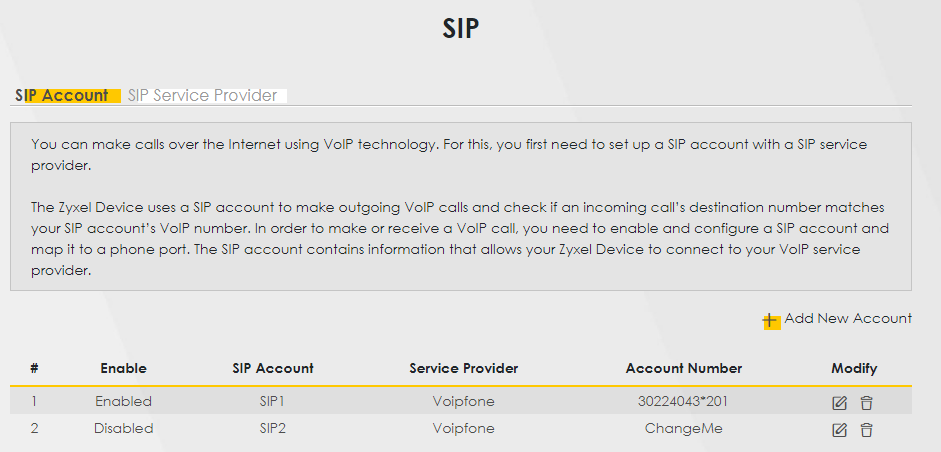 SIP
SIP Account SIP Service Provider
You can make calls over the Internet using VoIP technology. For this, you first need to set up a SIP account with a SIP service
provider.
The Zyxel Device uses a SIP account to make outgoing VoIP calls and check if an incoming call's destination number matches
your SIP account's VoIP number. In order to make or receive a VoIP call, you need to enable and configure a SIP account and
map it to a phone port. The SIP account contains information that allows your Zyxel Device to connect to your VoIP service
provider.
+ Add New Account
# Enable SIP Account Service Provider Account Number Modify
1 Enabled SIP1 Voipfone 30224043*201
2 Disabled SIP2 Voipfone ChangeMe